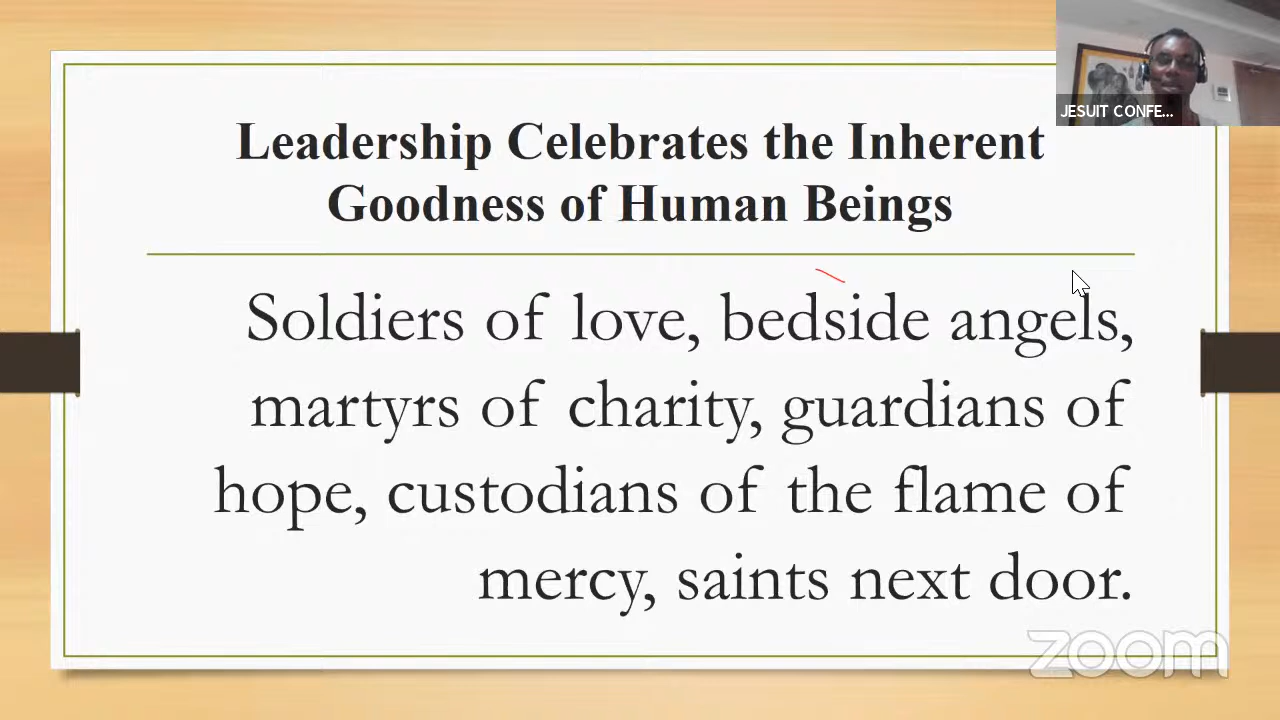 JESUIT CONFE...
Leadership Celebrates the Inherent
Goodness of Human Beings
Soldiers of love, bedside angels,
martyrs of charity, guardians of
hope, custodians of the flame of
mercy, saints next door.
zoom